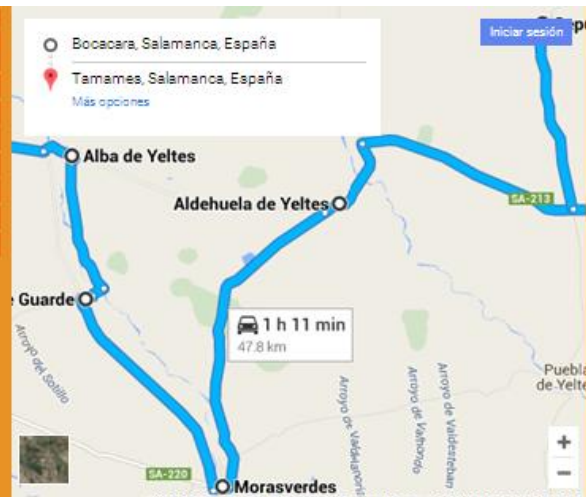 Bocacara, Salamanca, España
Tamames, Salamanca, España
Más opciones
Iniciar sesión
Alba de Yeltes
Aldehuela de Yeltes
SA-213
Guarde
1 h 11 min
47.8 km
Puebla
de Yelte
Arroyo del Sotillo
Arroyo de
Arroyo de Valhondo
Arroyo de Valdesteban
SA-220
Morasverdes
+
−